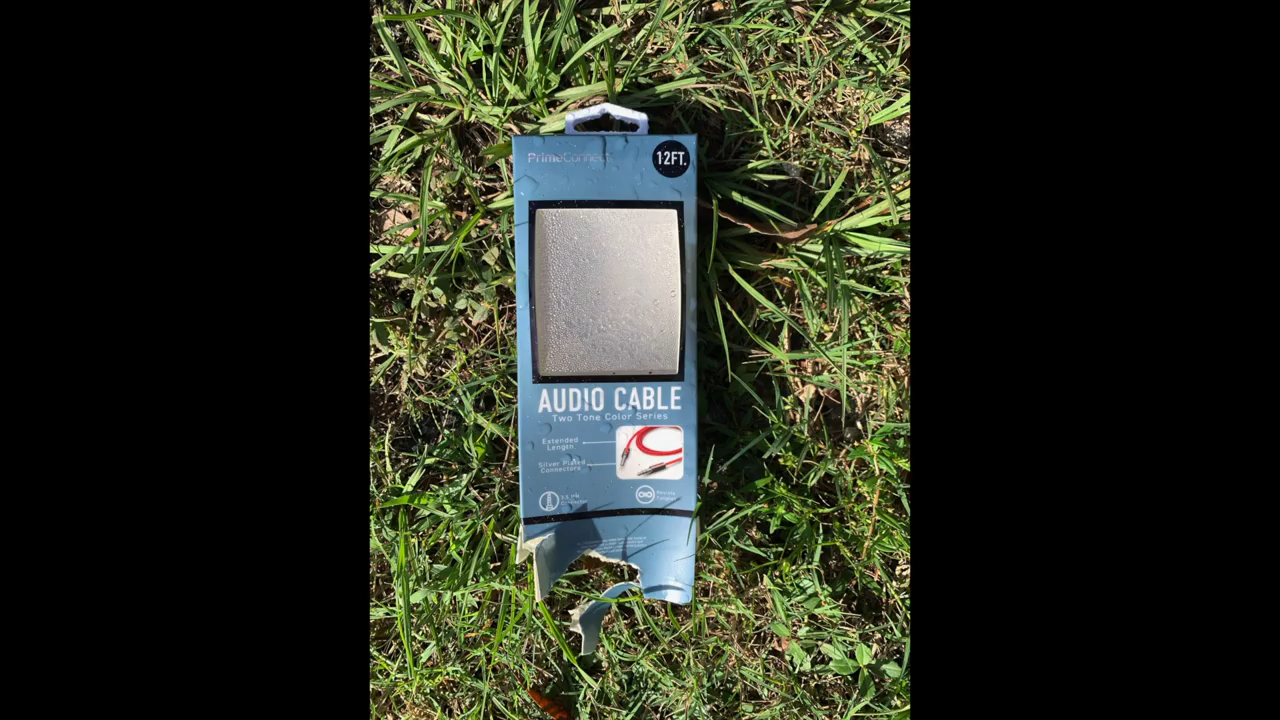 PrimeConnect
12FT.
AUDIO CABLE
Two Tone Color Series
Extended
Length
Silver Plated
Connectors